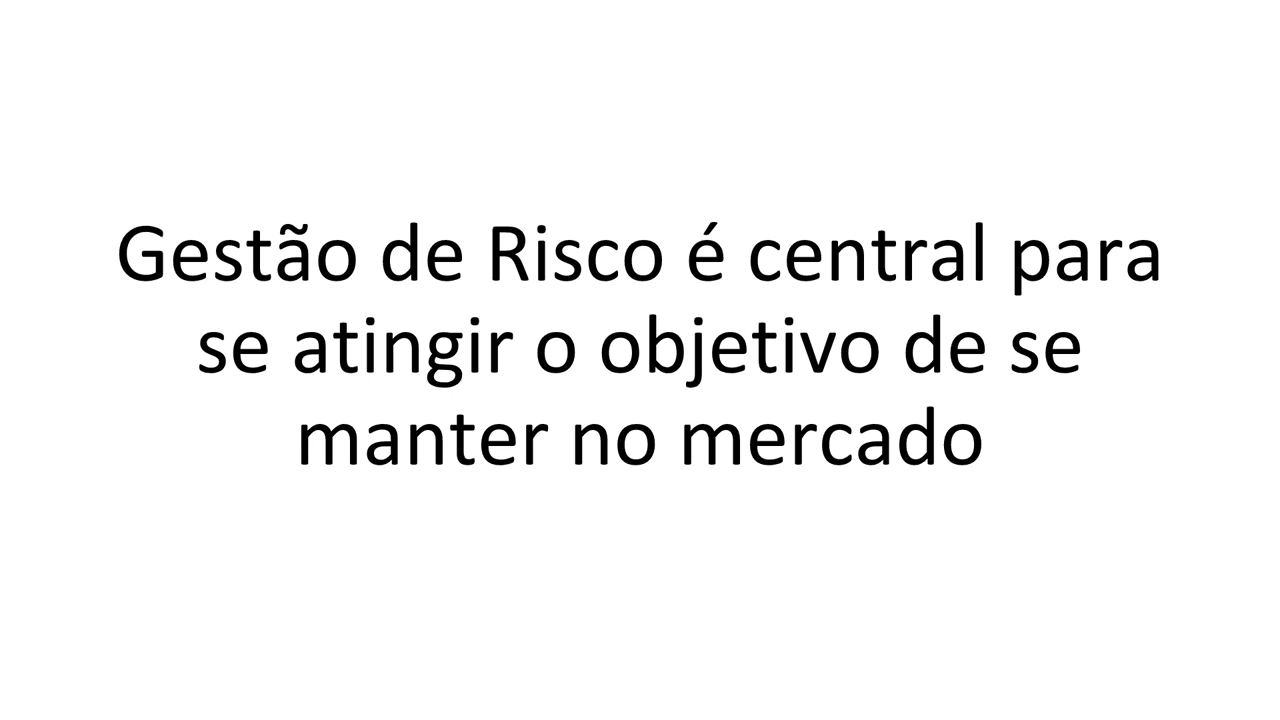 Gestão de Risco é central para
se atingir o objetivo de se
manter no mercado